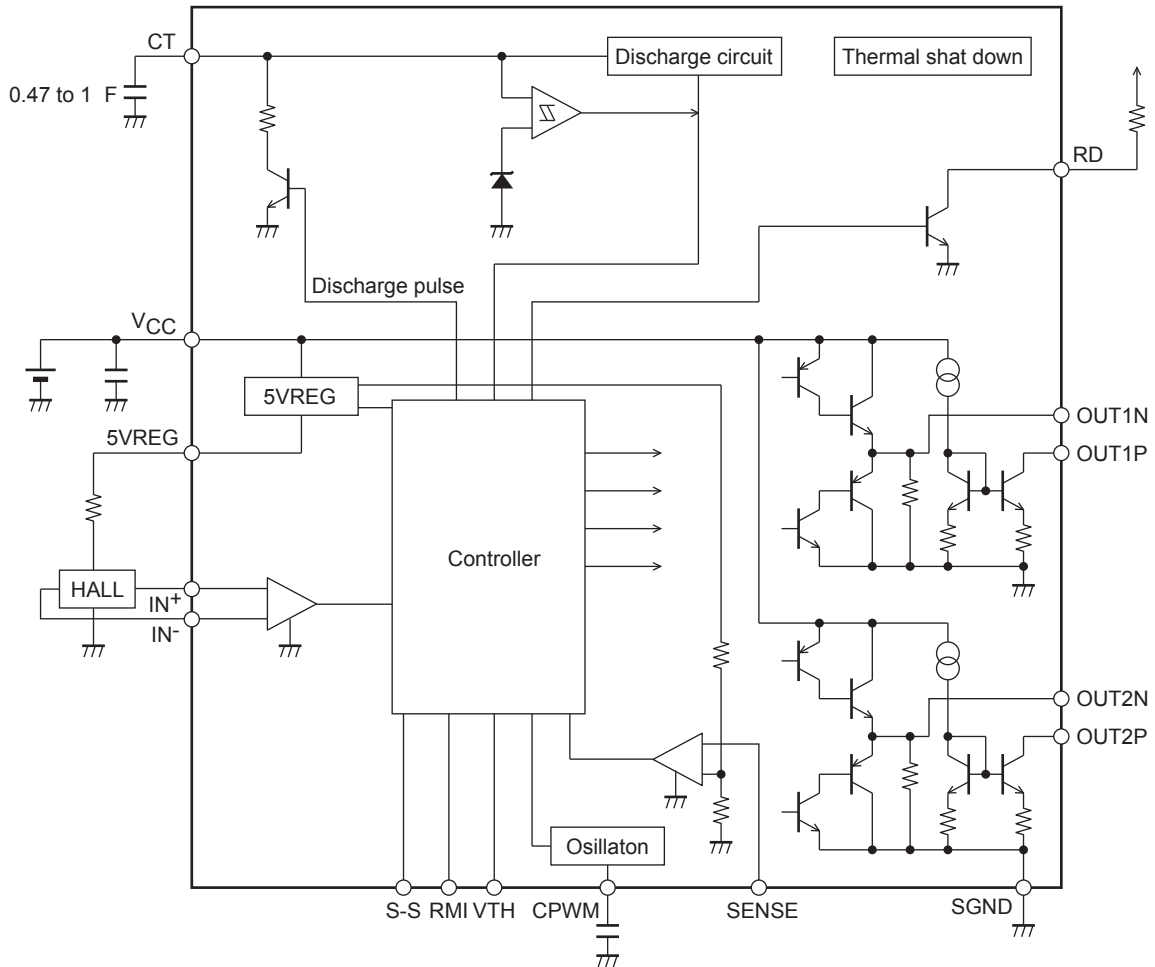 CT
Discharge circuit
Thermal shat down
0.47 to 1 F
RD
Discharge pulse
VCC
5VREG
5VREG
OUT1N
OUT1P
Controller
HALL
IN+
IN-
OUT2N
OUT2P
Osillaton
S-S RMI VTH CPWM SENSE SGND